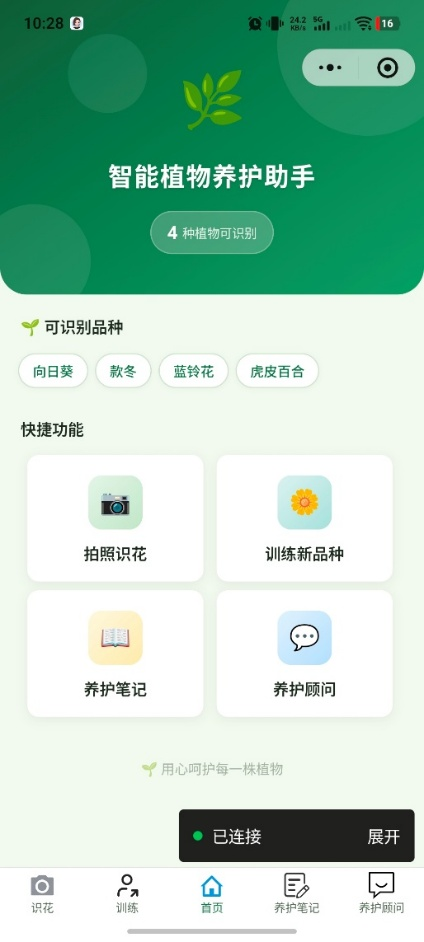 10:28
24.2
KB/s
5G
16
智能植物养护助手
4 种植物可识别
可识别品种
向日葵 款冬 蓝铃花 虎皮百合
快捷功能
拍照识花 训练新品种
养护笔记 养护顾问
用心呵护每一株植物
已连接 展开
识花 训练 首页 养护笔记 养护顾问